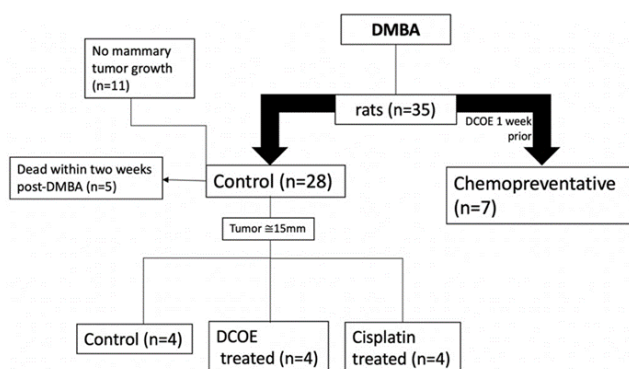 DMBA
No mammary
tumor growth
(n=11)
rats (n=35)
DCOE 1 week
prior
Dead within two weeks
post-DMBA (n=5)
Control (n=28)
Chemopreventative
(n=7)
Tumor ≅15mm
Control (n=4)
DCOE
treated (n=4)
Cisplatin
treated (n=4)